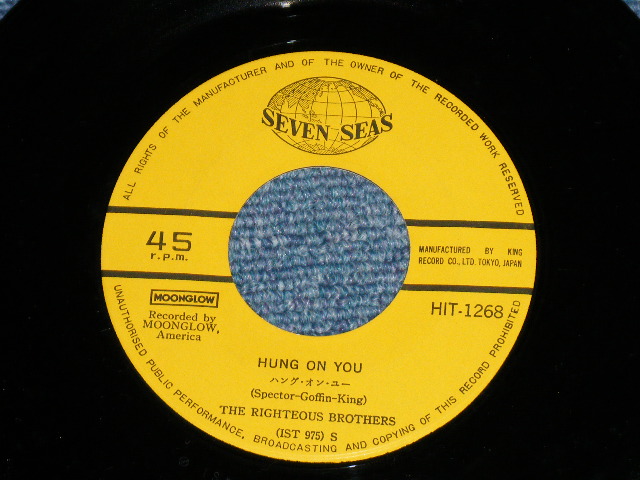 ALL RIGHTS OF THE MANUFACTURER AND OF THE OWNER OF THE RECORDED WORK RESERVED
SEVEN SEAS
45
r.p.m.
MANUFACTURED BY KING
RECORD CO., LTD. TOKYO, JAPAN
MOONGLOW
Recorded by
MOONGLOW,
America
HIT-1268
HUNG ON YOU
ハング・オン・ユー
(Spector-Goffin-King)
THE RIGHTEOUS BROTHERS
(IST 975) S
UNAUTHORISED PUBLIC PERFORMANCE, BROADCASTING AND COPYING OF THIS RECORD PROHIBITED